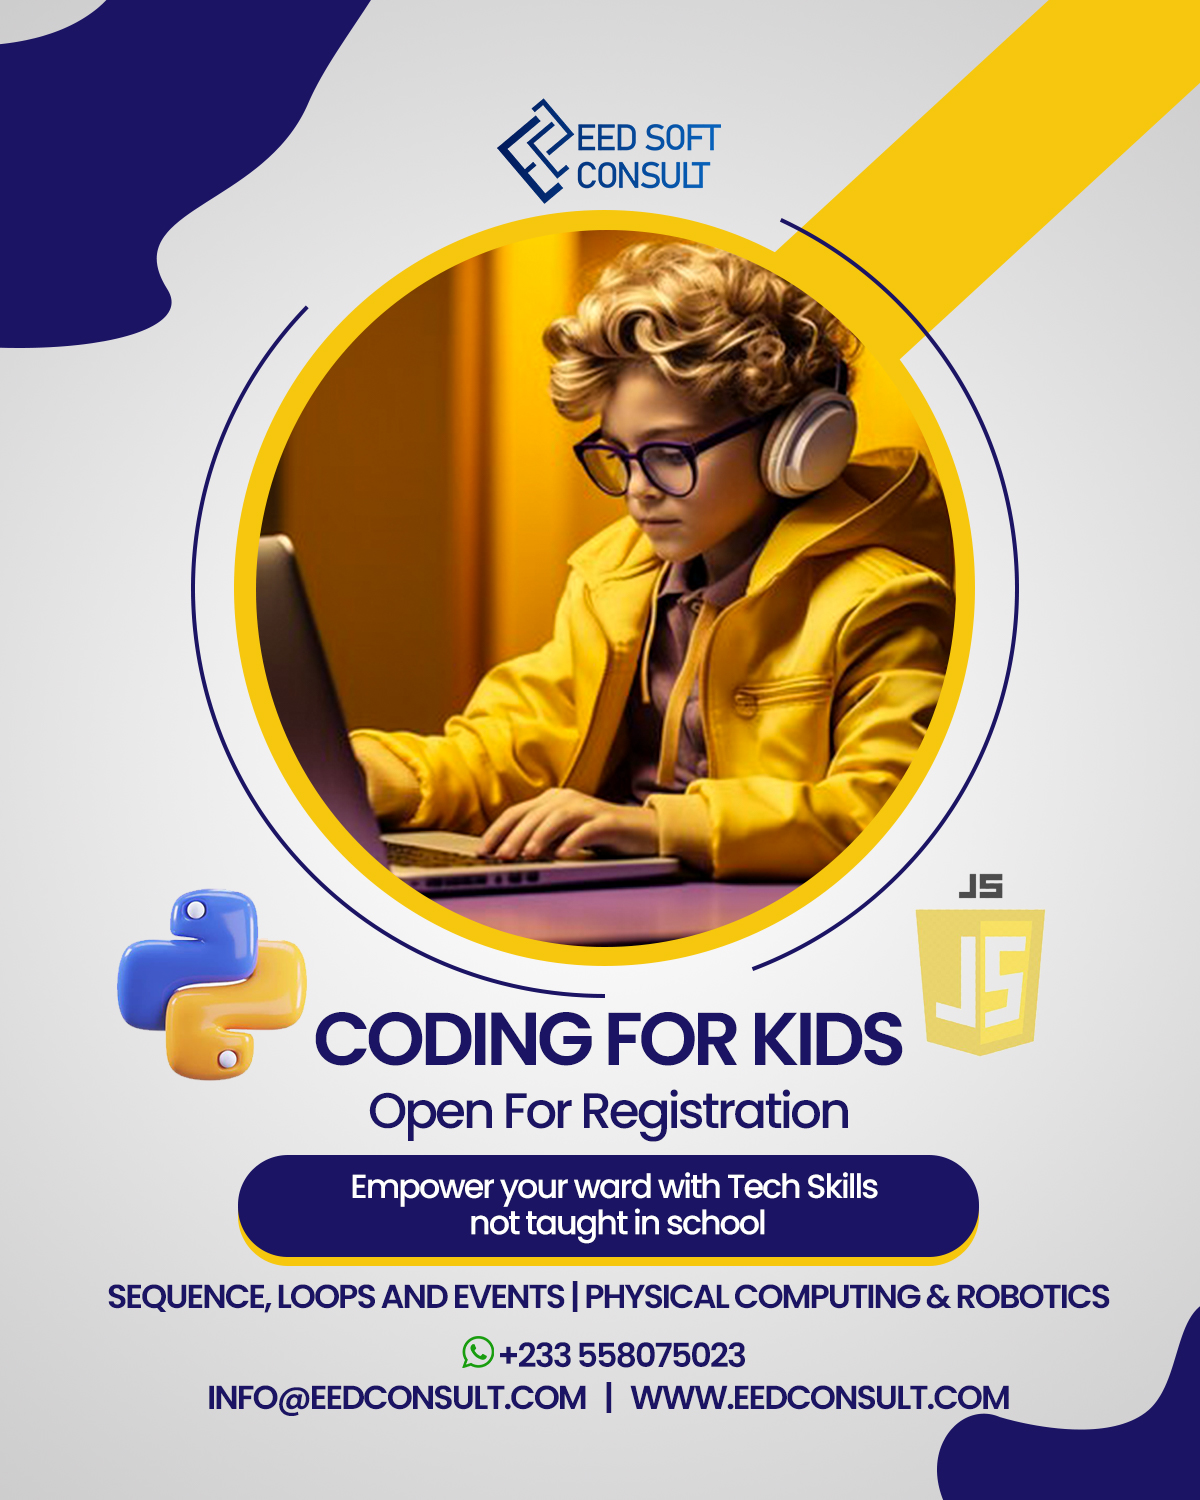 EED SOFT
CONSULT
JS
JS
CODING FOR KIDS
Open For Registration
Empower your ward with Tech Skills
not taught in school
SEQUENCE, LOOPS AND EVENTS | PHYSICAL COMPUTING & ROBOTICS
+233 558075023
INFO@EEDCONSULT.COM | WWW.EEDCONSULT.COM